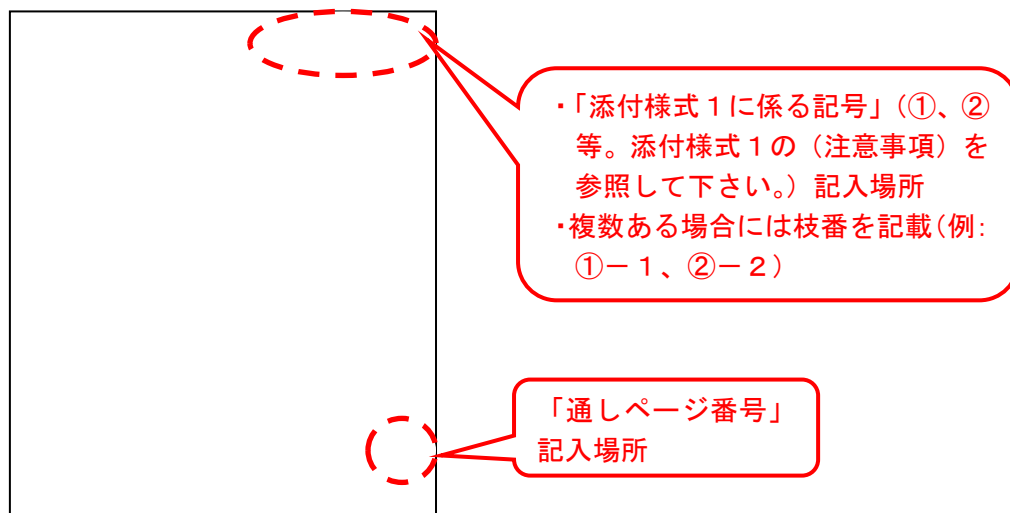 ・「添付様式１に係る記号」（①、②
等。添付様式１の（注意事項）を
参照して下さい。）記入場所
・複数ある場合には枝番を記載（例：
①－１、②－２）
「通しページ番号」
記入場所